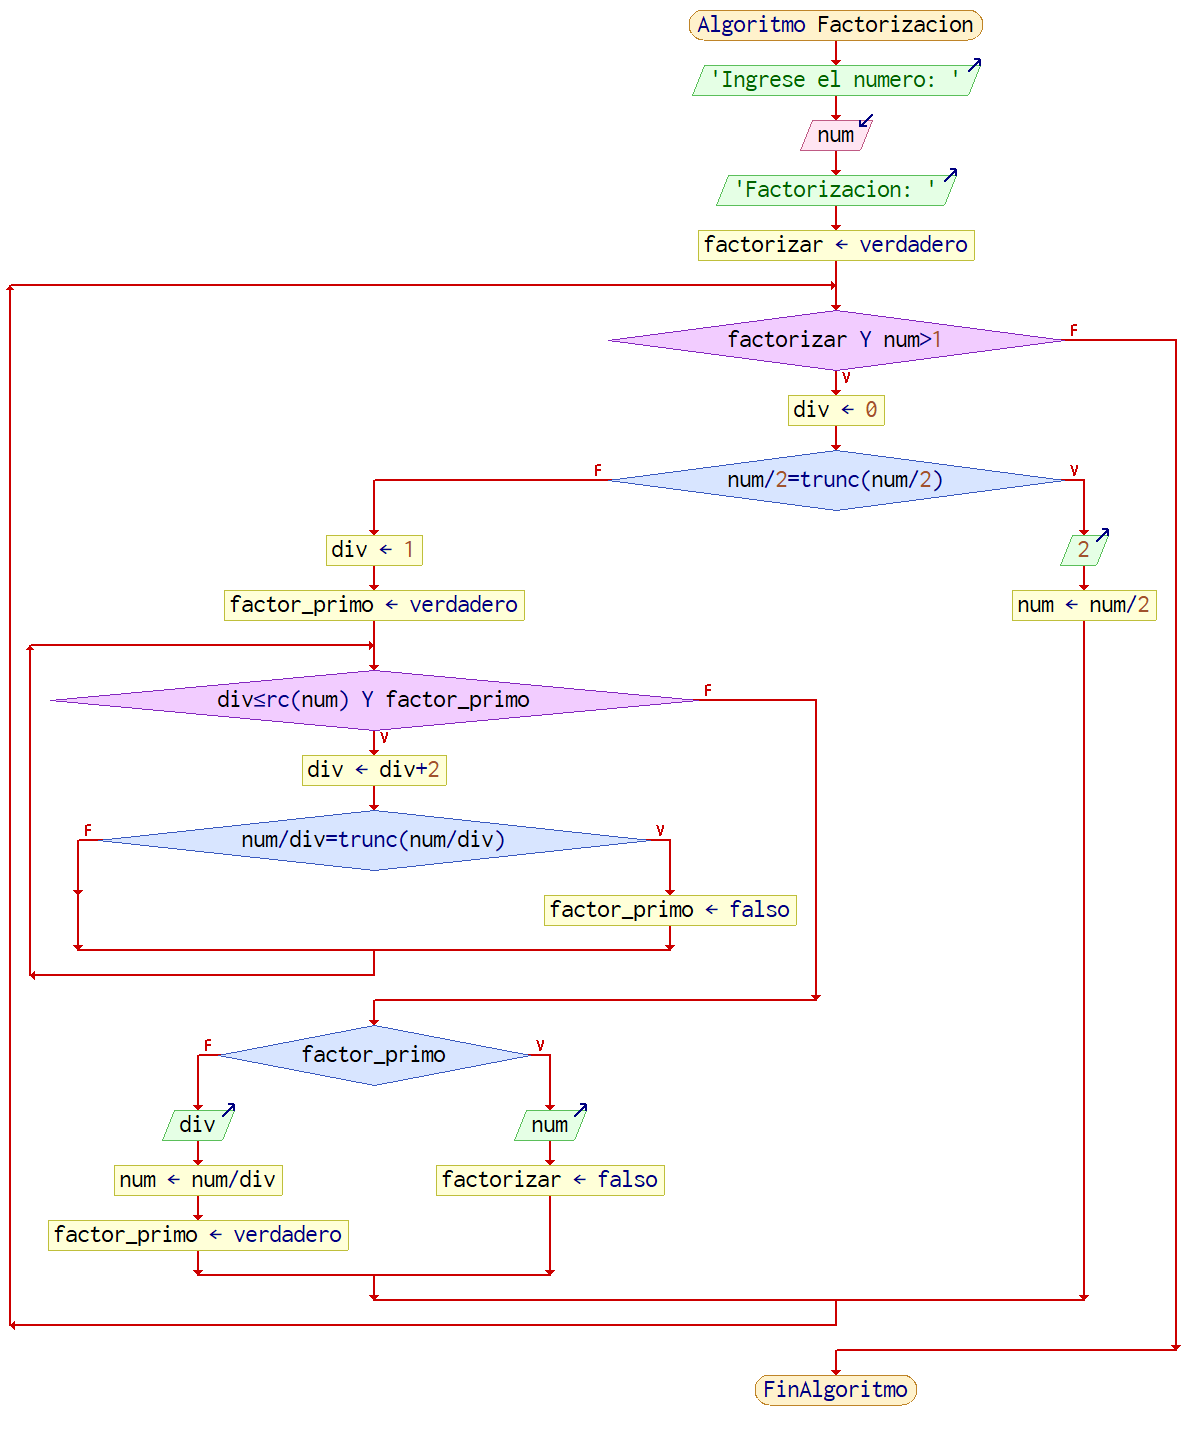 Algoritmo Factorizacion
'Ingrese el numero: '
num
'Factorizacion: '
factorizar ← verdadero
factorizar Y num>1
F
V
div ← 0
num/2=trunc(num/2)
F
V
div ← 1
2
factor_primo ← verdadero
num ← num/2
div≤rc(num) Y factor_primo
F
V
div ← div+2
num/div=trunc(num/div)
F
V
factor_primo ← falso
factor_primo
F
V
div
num
num ← num/div
factorizar ← falso
factor_primo ← verdadero
FinAlgoritmo